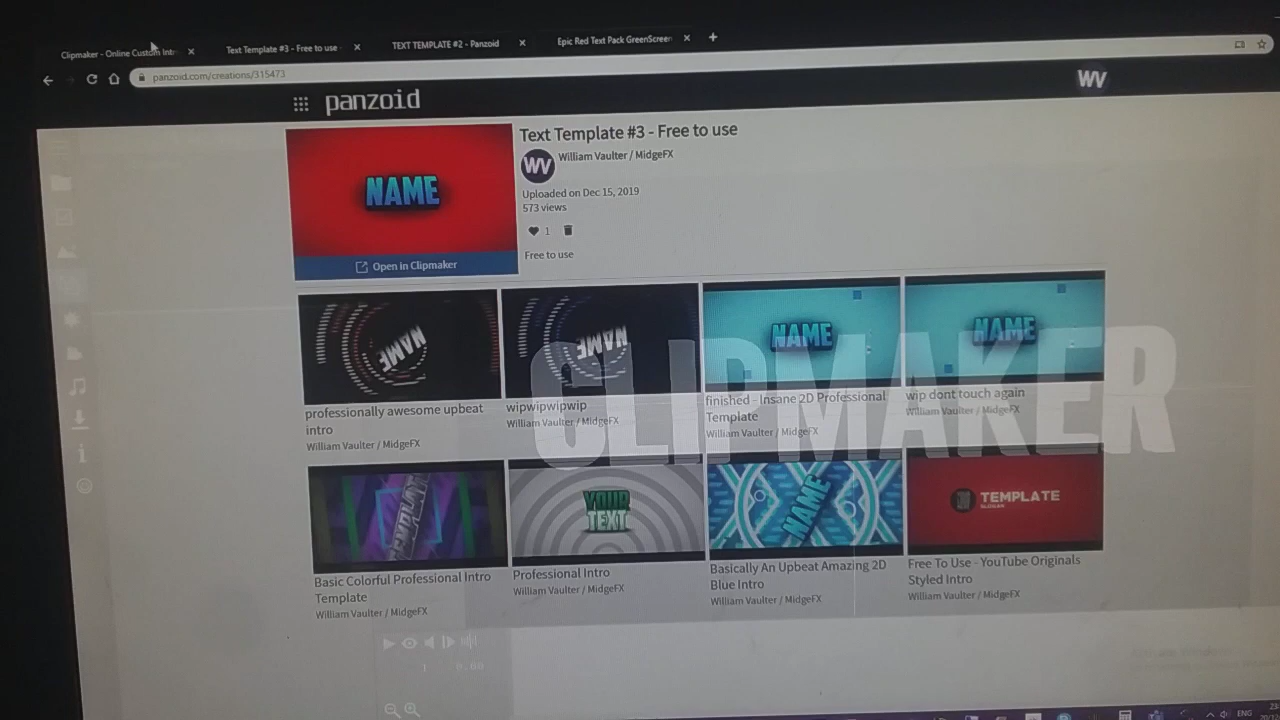 Clipmaker - Online Custom Intr
Text Template #3 - Free to use
TEXT TEMPLATE #2 - Panzoid
Epic Red Text Pack GreenScreen
panzoid.com/creations/315473
panzoid
WV
NAME
Open in Clipmaker
Text Template #3 - Free to use
WV
William Vaulter / MidgeFX
Uploaded on Dec 15, 2019
573 views
1
Free to use
NAME
NAME
NAME
NAME
professionally awesome upbeat
intro
William Vaulter / MidgeFX
wipwipwipwip
William Vaulter / MidgeFX
finished - Insane 2D Professional
Template
William Vaulter / MidgeFX
wip dont touch again
William Vaulter / MidgeFX
CLIPMAKER
TEMPLATE
YOUR
TEXT
NAME
TEMPLATE
SLOGAN
Basic Colorful Professional Intro
Template
William Vaulter / MidgeFX
Professional Intro
William Vaulter / MidgeFX
Basically An Upbeat Amazing 2D
Blue Intro
William Vaulter / MidgeFX
Free To Use - YouTube Originals
Styled Intro
William Vaulter / MidgeFX
1
0.00
ENG